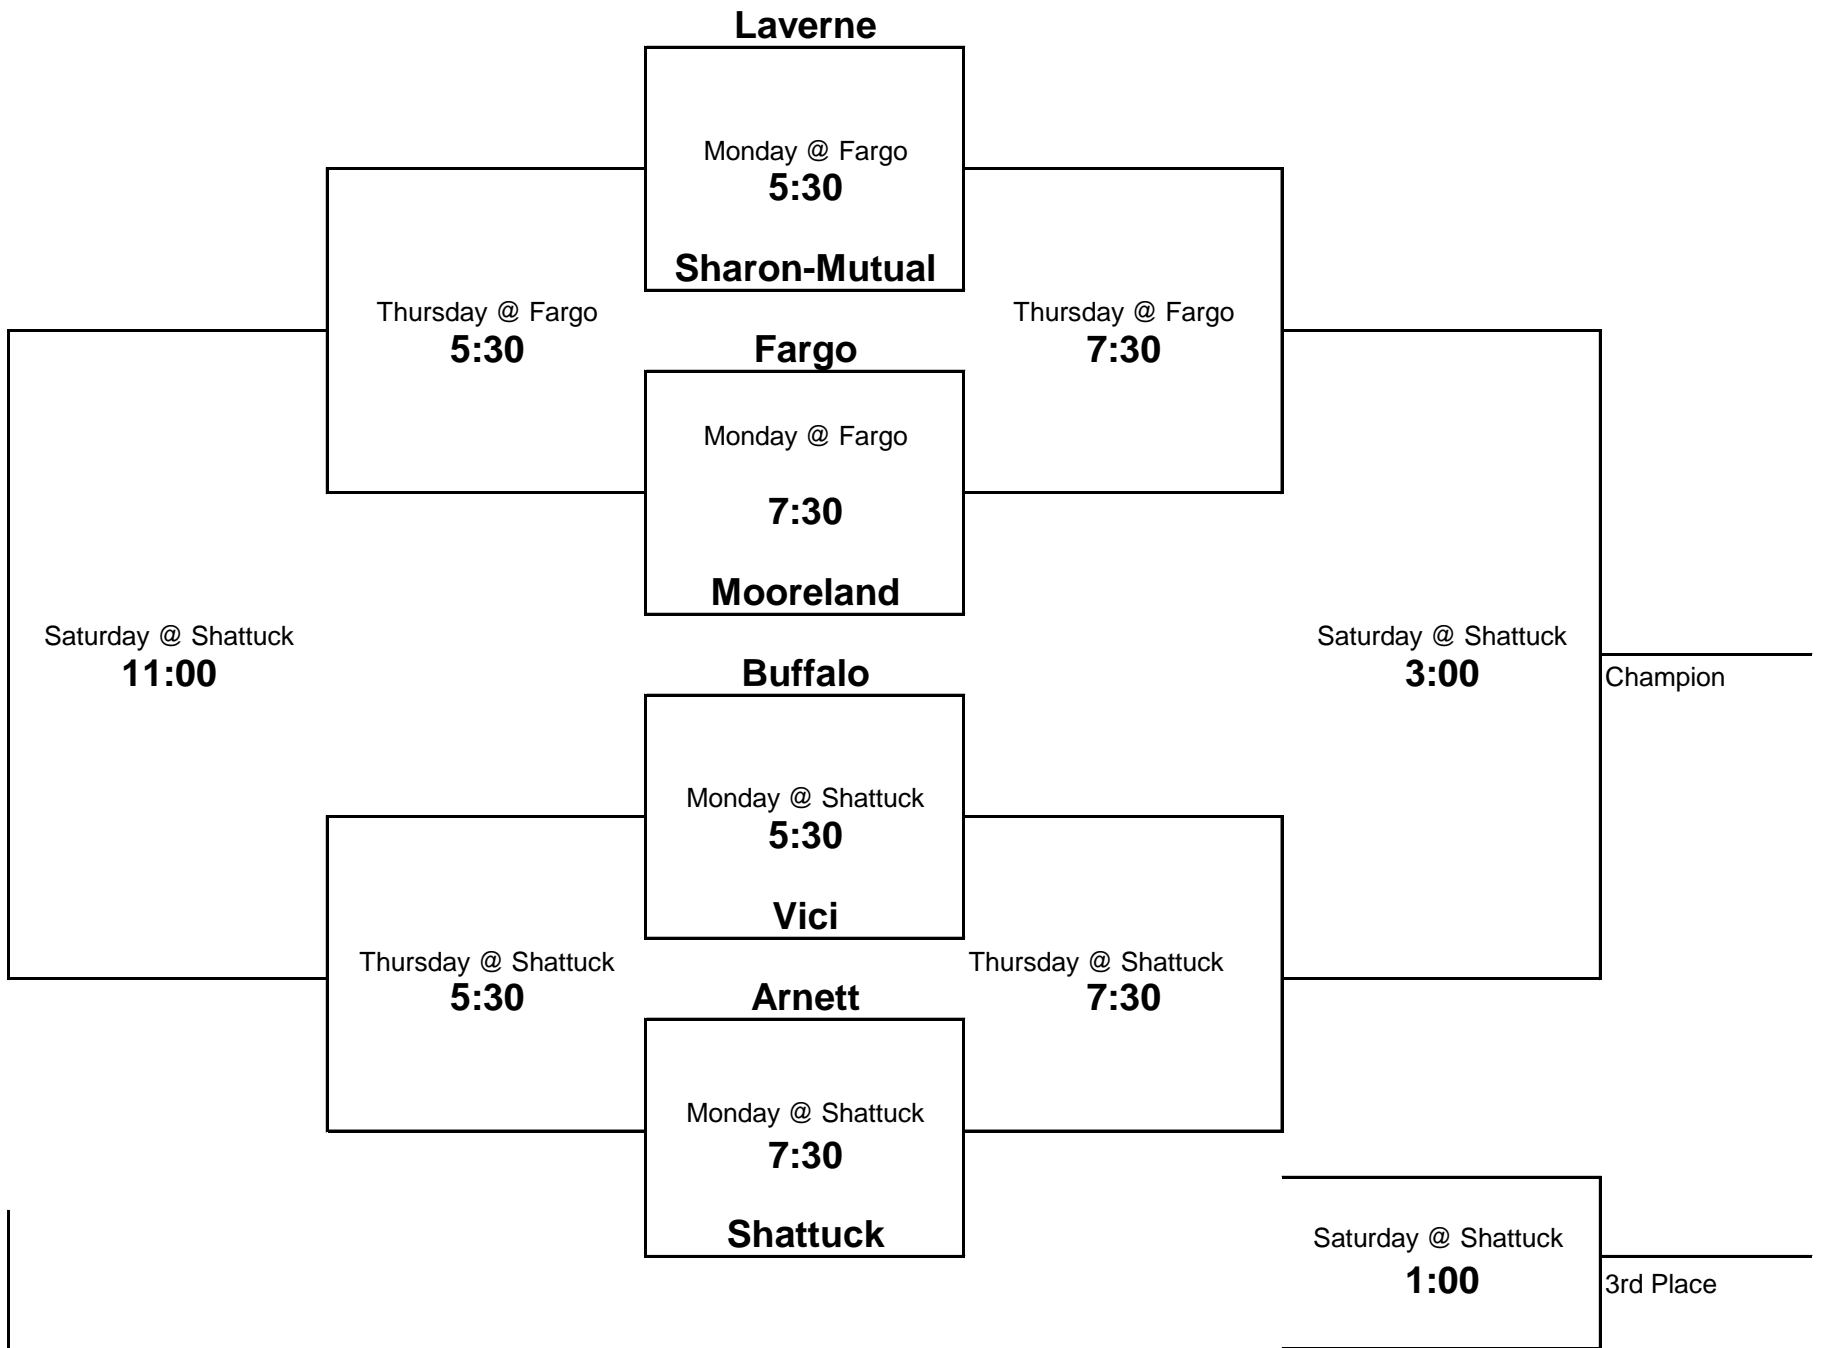 Laverne
Monday @ Fargo
5:30
Sharon-Mutual
Thursday @ Fargo
5:30
Thursday @ Fargo
7:30
Fargo
Monday @ Fargo
7:30
Mooreland
Saturday @ Shattuck
11:00
Saturday @ Shattuck
3:00
Champion
Buffalo
Monday @ Shattuck
5:30
Vici
Thursday @ Shattuck
5:30
Thursday @ Shattuck
7:30
Arnett
Monday @ Shattuck
7:30
Shattuck
Saturday @ Shattuck
1:00
3rd Place